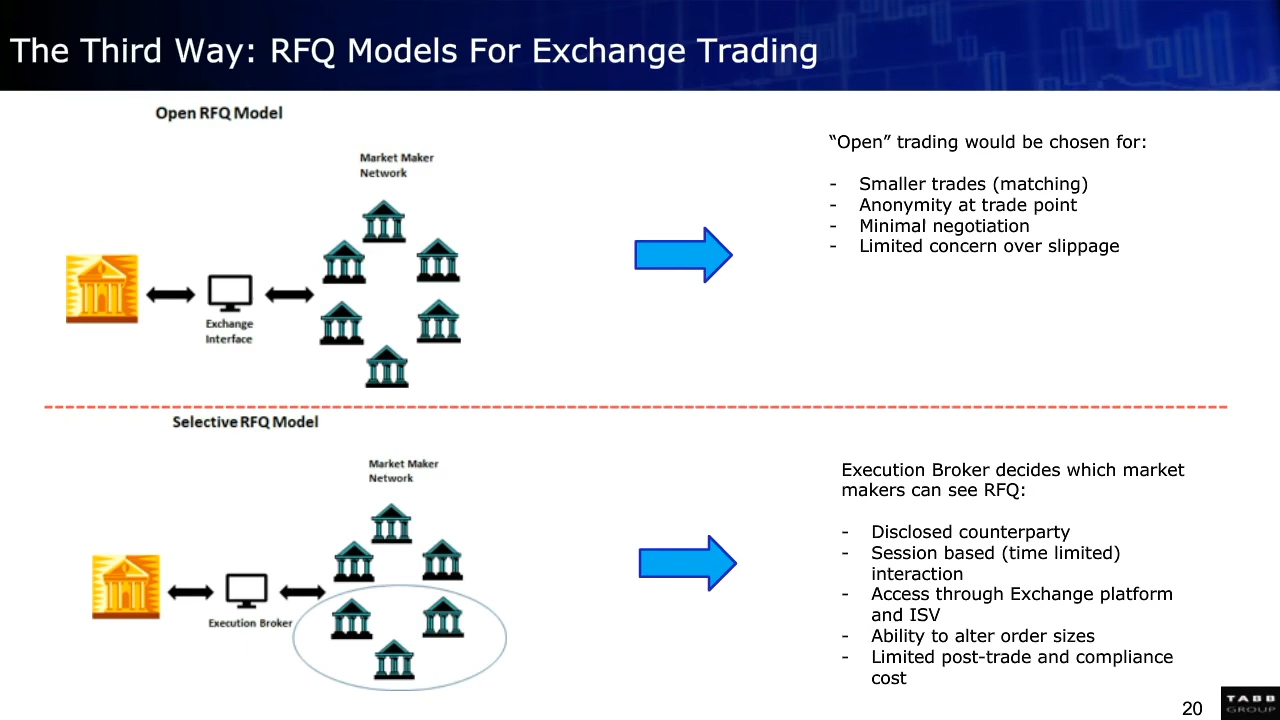 The Third Way: RFQ Models For Exchange Trading
Open RFQ Model
Market Maker
Network
Exchange
Interface
“Open” trading would be chosen for:
- Smaller trades (matching)
- Anonymity at trade point
- Minimal negotiation
- Limited concern over slippage
Selective RFQ Model
Market Maker
Network
Execution Broker
Execution Broker decides which market
makers can see RFQ:
- Disclosed counterparty
- Session based (time limited)
interaction
- Access through Exchange platform
and ISV
- Ability to alter order sizes
- Limited post-trade and compliance
cost
20
TABB
GROUP